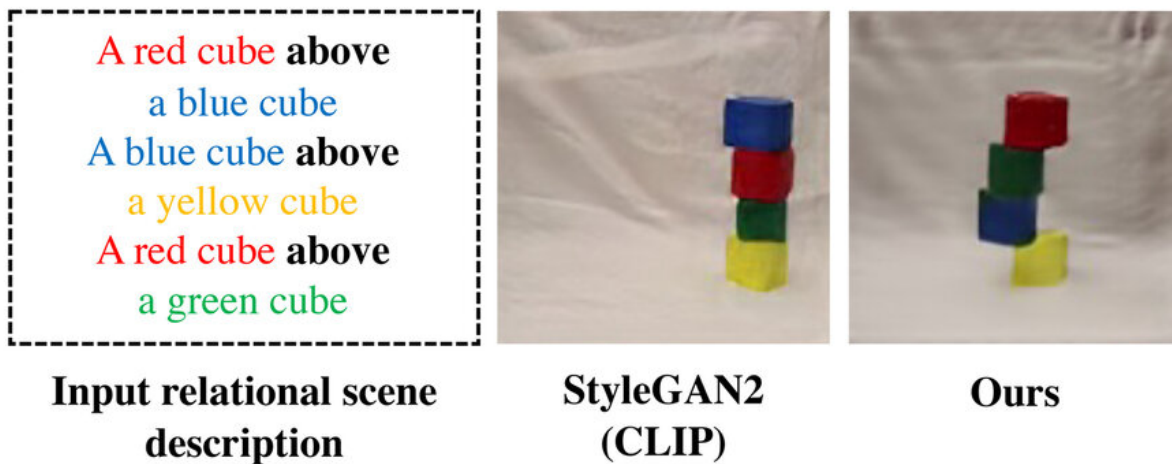 A red cube above
a blue cube
A blue cube above
a yellow cube
A red cube above
a green cube
Input relational scene
description
StyleGAN2
(CLIP)
Ours